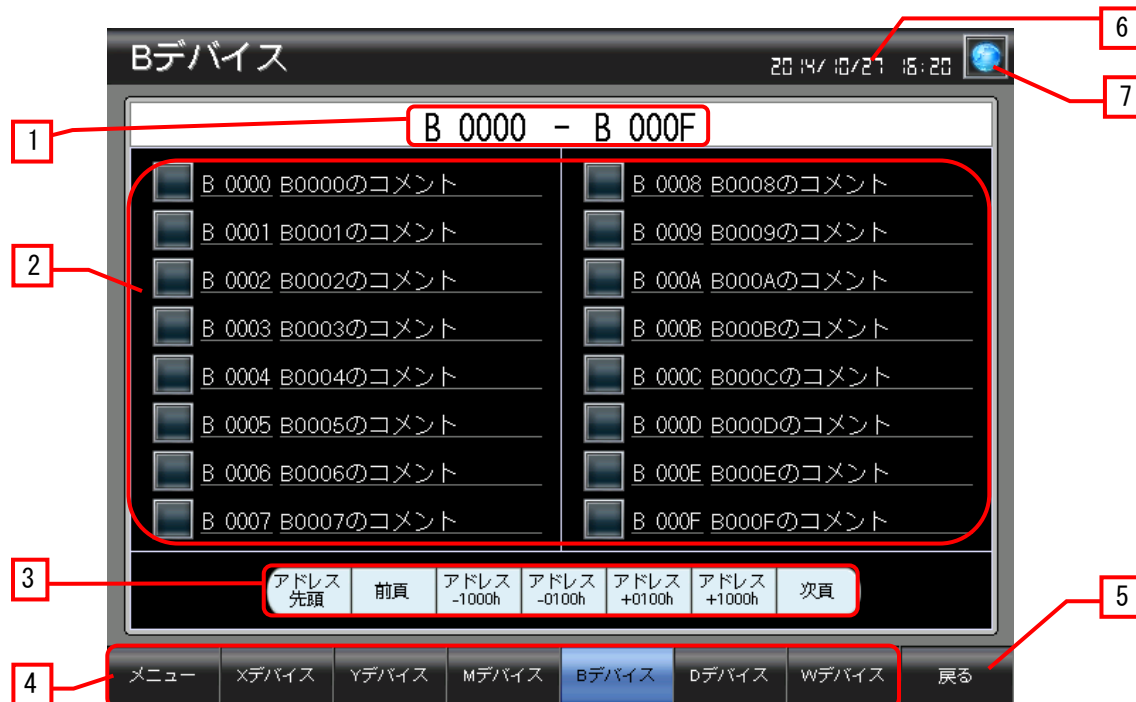 6
Bデバイス
2014/10/27 16:20
7
1
B 0000 - B 000F
B 0000 B0000のコメント
B 0001 B0001のコメント
2
B 0002 B0002のコメント
B 0003 B0003のコメント
B 0004 B0004のコメント
B 0005 B0005のコメント
B 0006 B0006のコメント
B 0007 B0007のコメント
B 0008 B0008のコメント
B 0009 B0009のコメント
B 000A B000Aのコメント
B 000B B000Bのコメント
B 000C B000Cのコメント
B 000D B000Dのコメント
B 000E B000Eのコメント
B 000F B000Fのコメント
3
アドレス
先頭
前頁
アドレス
-1000h
アドレス
-0100h
アドレス
+0100h
アドレス
+1000h
次頁
5
4
メニュー
Xデバイス
Yデバイス
Mデバイス
Bデバイス
Dデバイス
Wデバイス
戻る